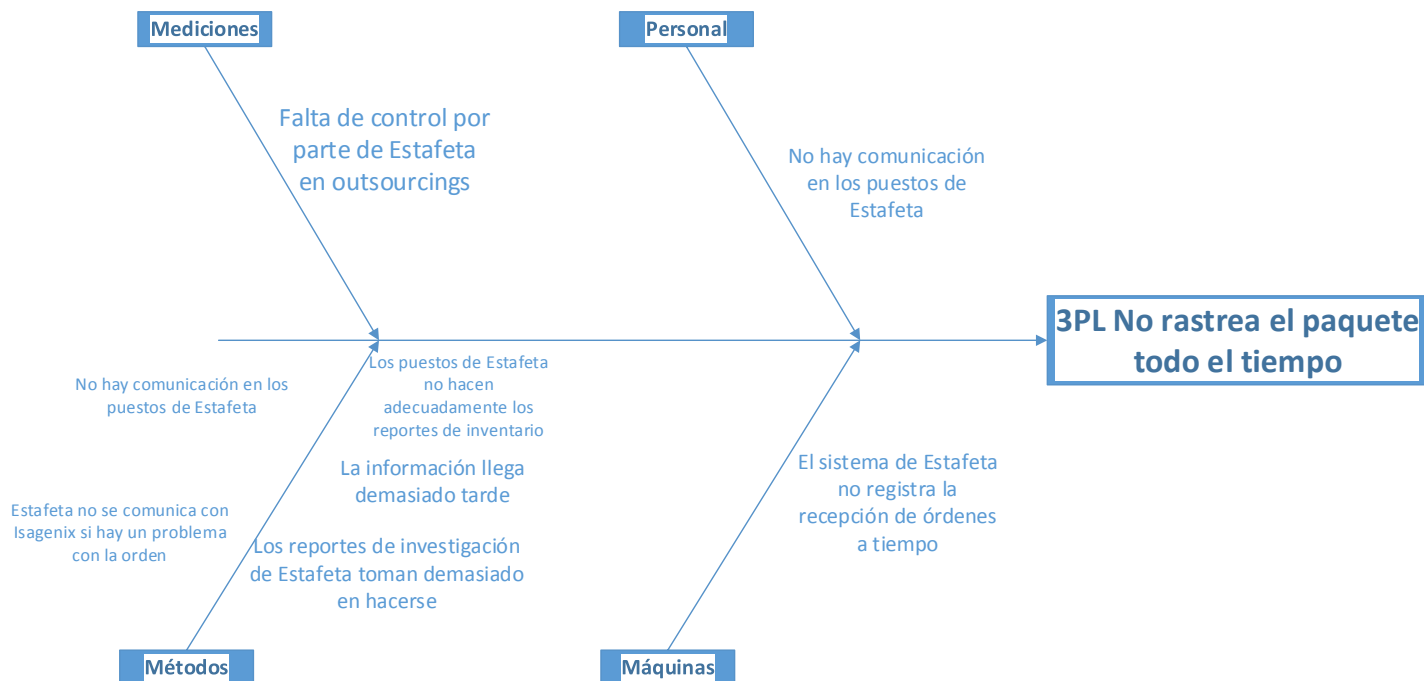 Mediciones
Personal
Falta de control por
parte de Estafeta
en outsourcings
No hay comunicación
en los puestos de
Estafeta
3PL No rastrea el paquete
todo el tiempo
No hay comunicación en los
puestos de Estafeta
Los puestos de Estafeta
no hacen
adecuadamente los
reportes de inventario
La información llega
demasiado tarde
Estafeta no se comunica con
Isagenix si hay un problema
con la orden
Los reportes de investigación
de Estafeta toman demasiado
en hacerse
El sistema de Estafeta
no registra la
recepción de órdenes
a tiempo
Métodos
Máquinas